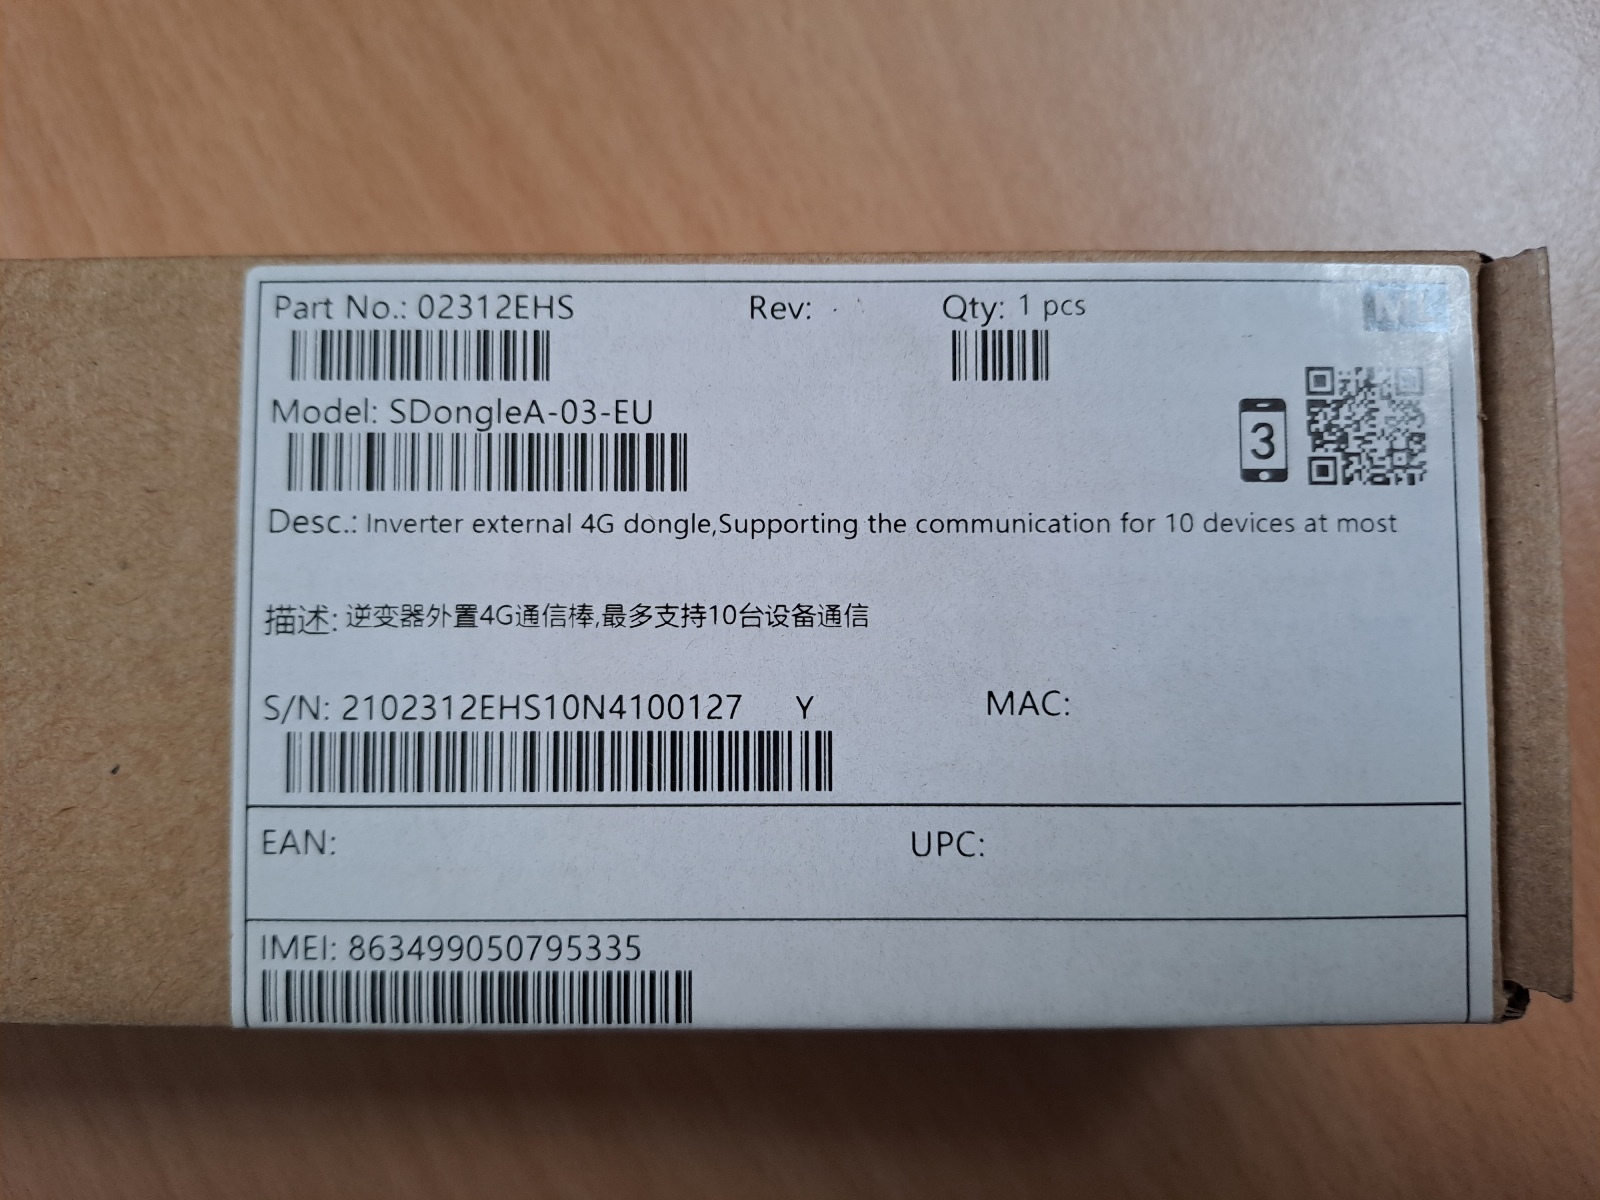 Part No.: 02312EHS Rev: Qty: 1 pcs
Model: SDongleA-03-EU
3
Desc.: Inverter external 4G dongle,Supporting the communication for 10 devices at most
描述: 逆变器外置4G通信棒,最多支持10台设备通信
S/N: 2102312EHS10N4100127 Y MAC:
EAN: UPC:
IMEI: 863499050795335